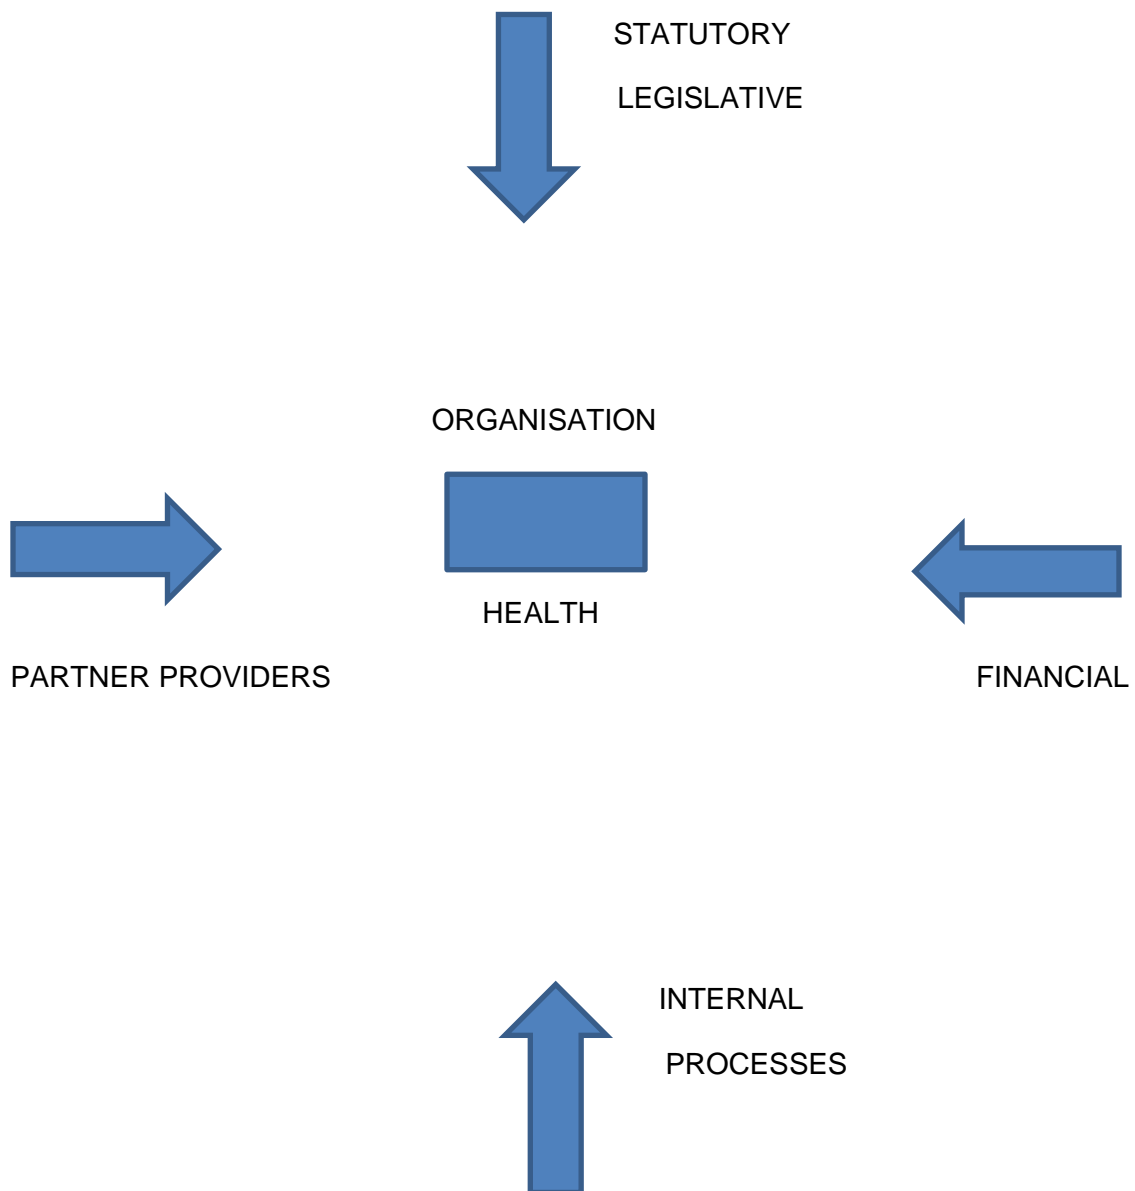 STATUTORY
LEGISLATIVE
ORGANISATION
HEALTH
PARTNER PROVIDERS
FINANCIAL
INTERNAL
PROCESSES